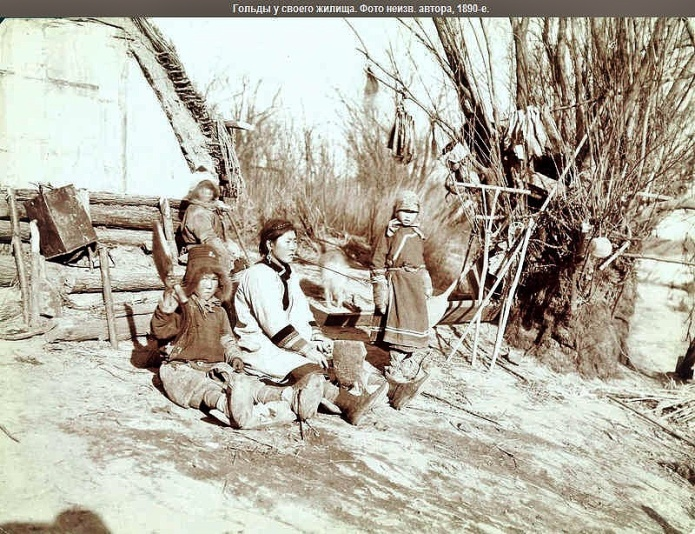 Гольды у своего жилища. Фото неизв. автора, 1890-е.